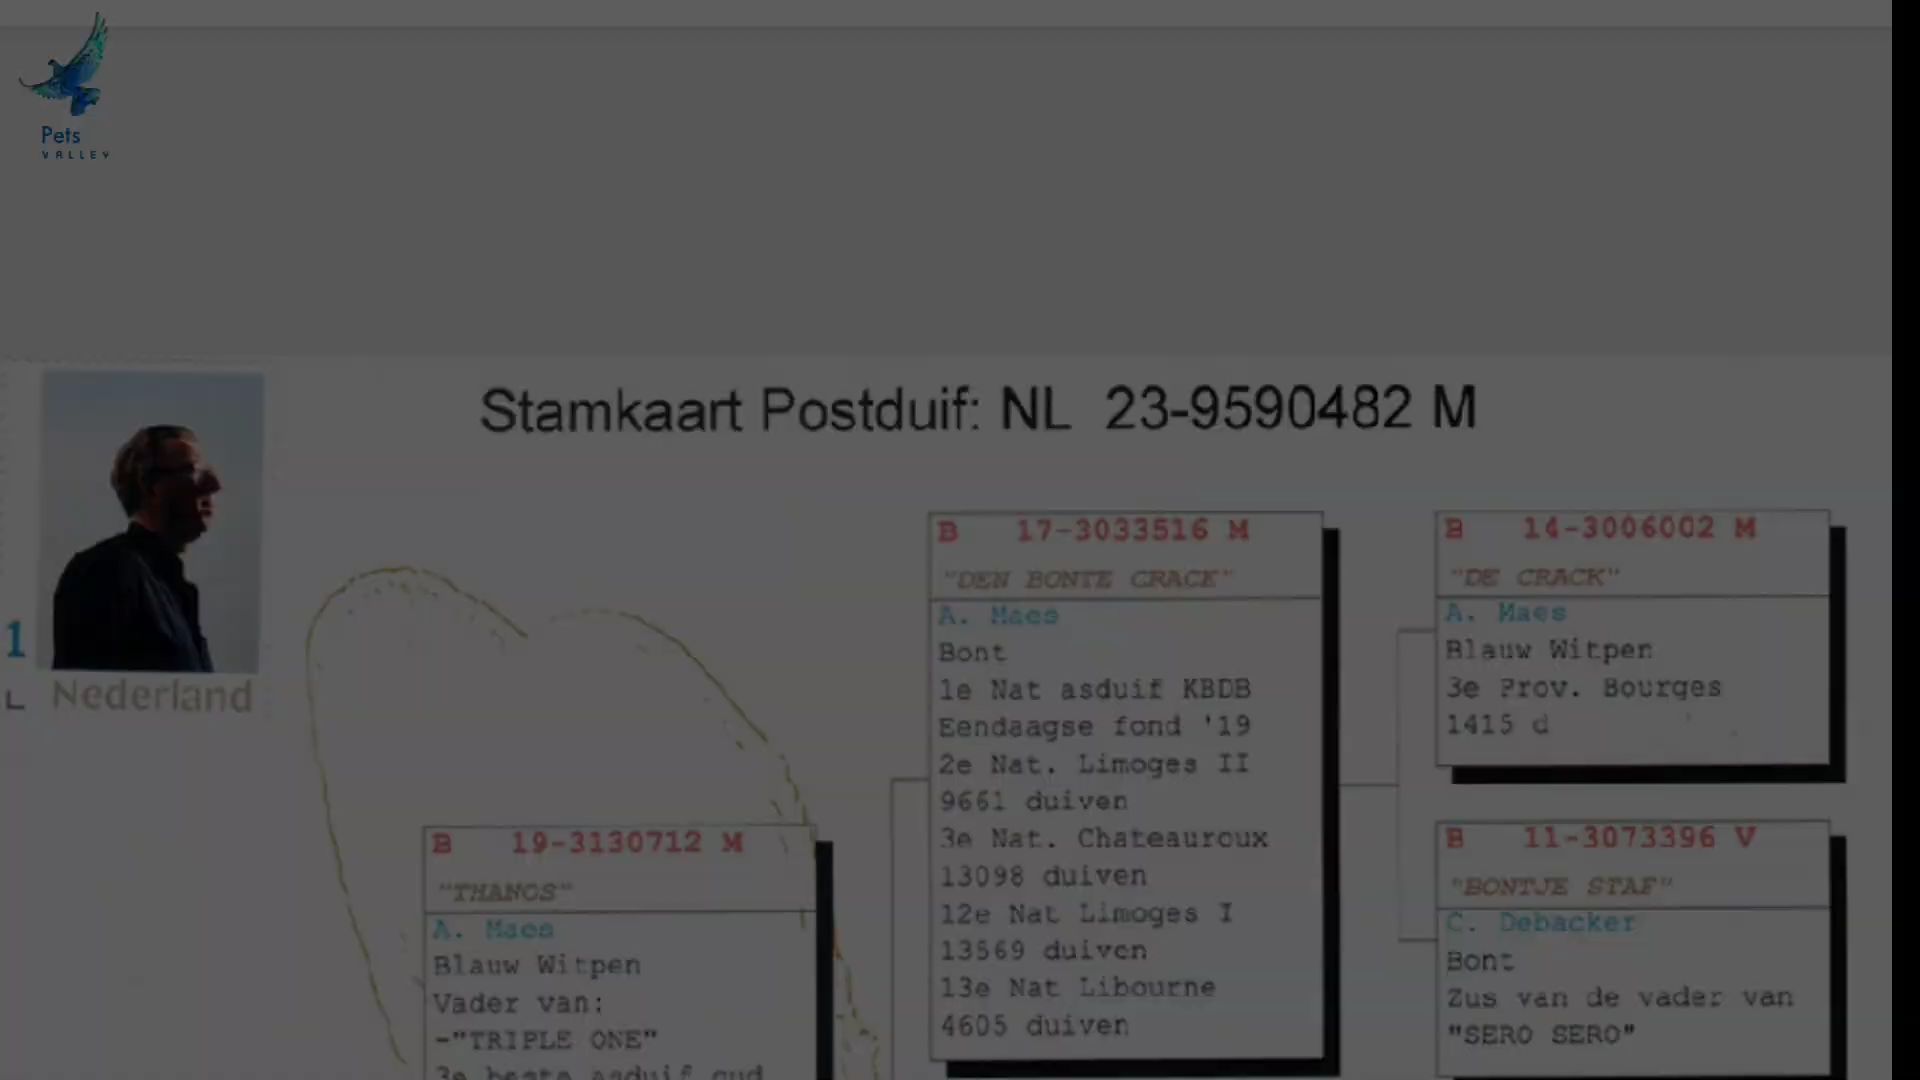 Pets
VALLEY
Stamkaart Postduif: NL 23-9590482 M
1
L Nederland
B 17-3033516 M
"DEN BONTE CRACK"
A. Maes
Bont
1e Nat asduif KBDB
Eendaagse fond '19
2e Nat. Limoges II
9661 duiven
3e Nat. Chateauroux
13098 duiven
12e Nat Limoges I
13569 duiven
13e Nat Libourne
4605 duiven
B 14-3006002 M
"DE CRACK"
A. Maes
Blauw Witpen
3e Prov. Bourges
1415 d
B 11-3073396 V
"BONTJE STAF"
C. Debacker
Bont
Zus van de vader van
"SERO SERO"
B 19-3130712 M
"THANOS"
A. Maes
Blauw Witpen
Vader van:
-"TRIPLE ONE"
3e beste asduif oud